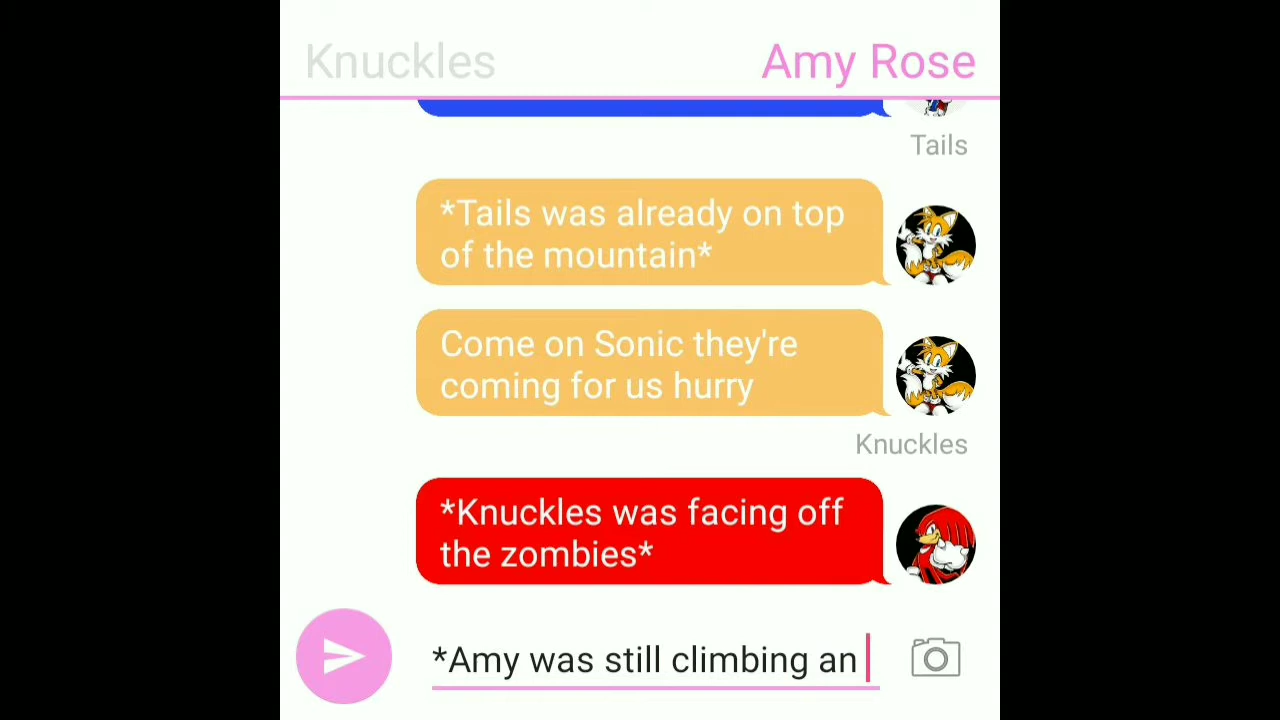 Knuckles
Amy Rose
Tails
*Tails was already on top
of the mountain*
Come on Sonic they're
coming for us hurry
Knuckles
*Knuckles was facing off
the zombies*
*Amy was still climbing an